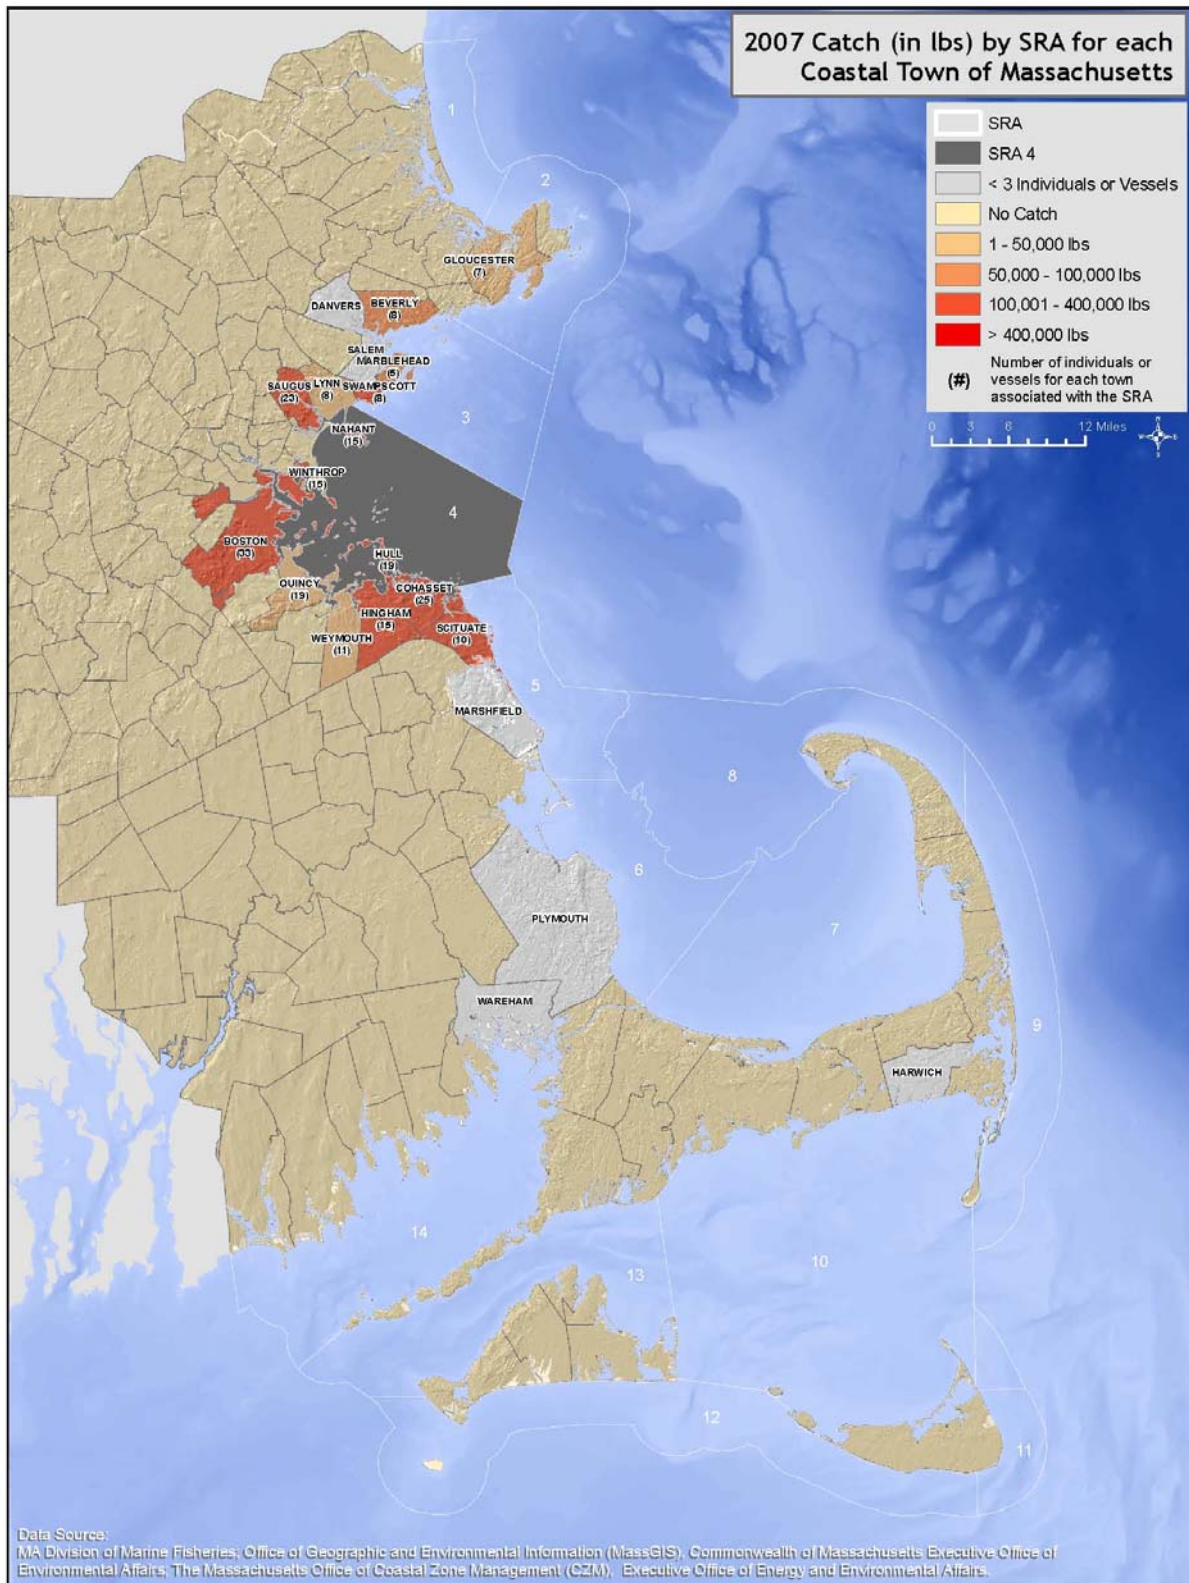 2007 Catch (in lbs) by SRA for each
Coastal Town of Massachusetts
SRA
SRA 4
< 3 Individuals or Vessels
No Catch
1 - 50,000 lbs
50,000 - 100,000 lbs
100,001 - 400,000 lbs
> 400,000 lbs
(#) Number of individuals or
vessels for each town
associated with the SRA
0 3 6 12 Miles
N
W E
S
1
2
GLOUCESTER
(7)
DANVERS
BEVERLY
(8)
SALEM
MARBLEHEAD
(5)
SAUGUS
(23)
LYNN
(8)
SWAMPSCOTT
(8)
3
NAHANT
(15)
WINTHROP
(15)
4
BOSTON
(33)
HULL
(19)
QUINCY
(19)
COHASSET
(25)
HINGHAM
(15)
SCITUATE
(10)
WEYMOUTH
(11)
5
MARSHFIELD
8
6
PLYMOUTH
7
WAREHAM
9
HARWICH
14
13
10
12
11
Data Source:
MA Division of Marine Fisheries, Office of Geographic and Environmental Information (MassGIS), Commonwealth of Massachusetts Executive Office of
Environmental Affairs, The Massachusetts Office of Coastal Zone Management (CZM), Executive Office of Energy and Environmental Affairs.